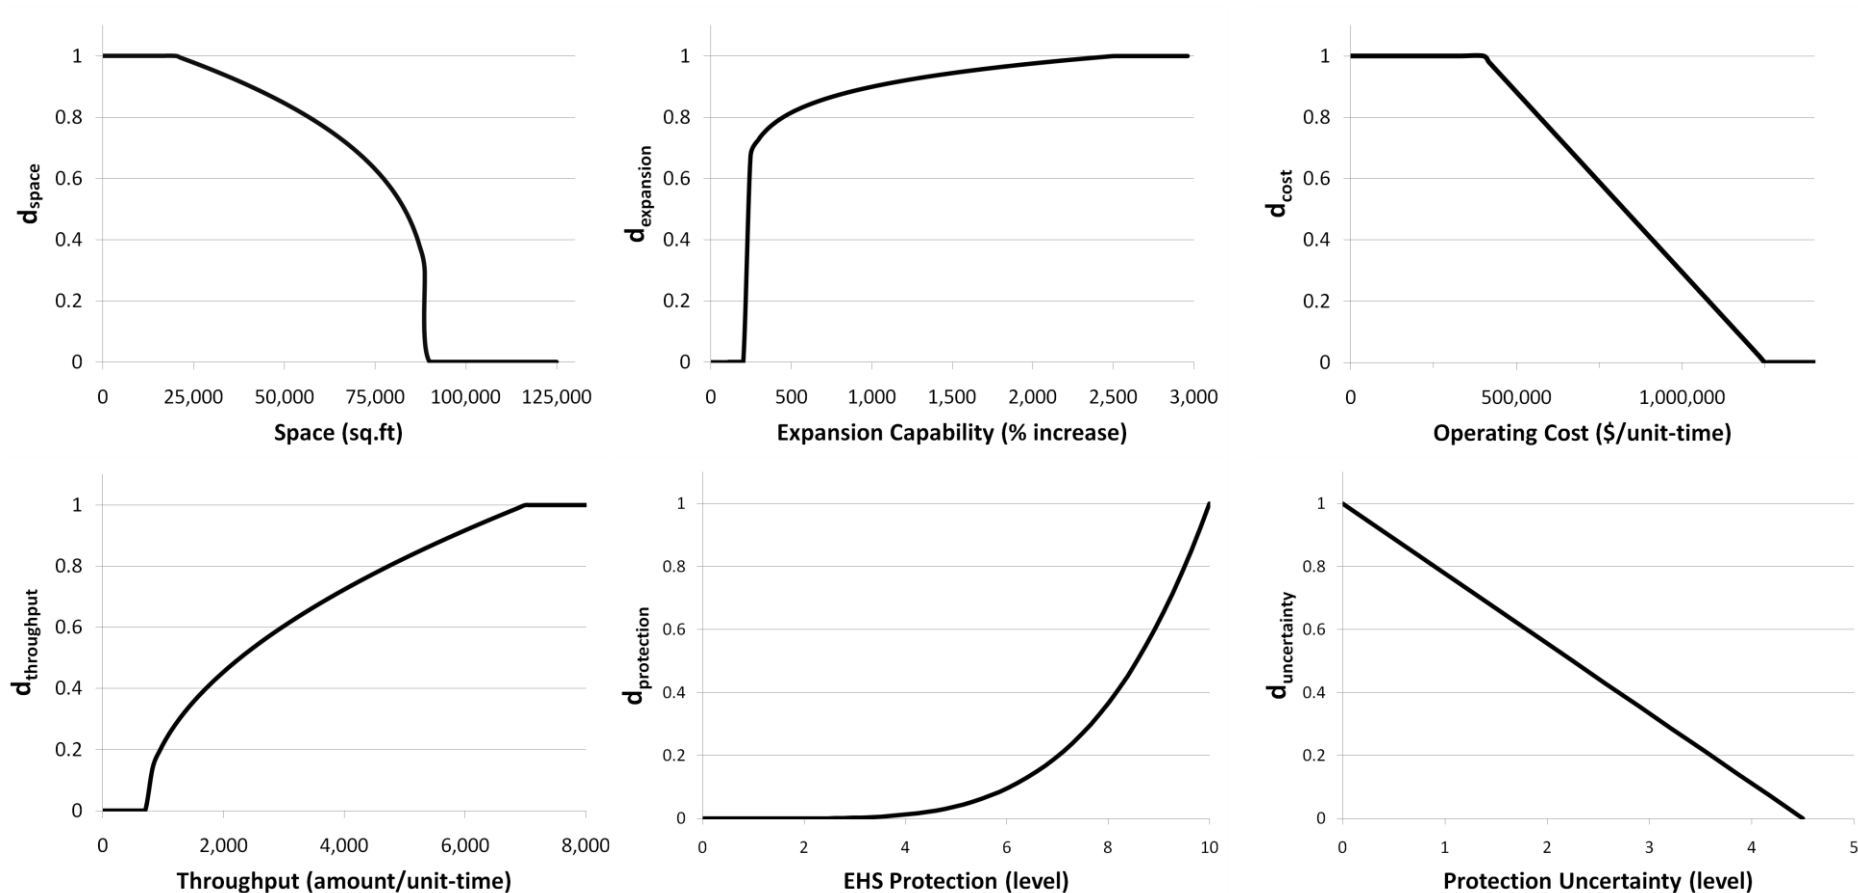 d_space
1
0.8
0.6
0.4
0.2
0
0 25,000 50,000 75,000 100,000 125,000
Space (sq.ft)
d_expansion
1
0.8
0.6
0.4
0.2
0
0 500 1,000 1,500 2,000 2,500 3,000
Expansion Capability (% increase)
d_cost
1
0.8
0.6
0.4
0.2
0
0 500,000 1,000,000
Operating Cost ($/unit-time)
d_throughput
1
0.8
0.6
0.4
0.2
0
0 2,000 4,000 6,000 8,000
Throughput (amount/unit-time)
d_protection
1
0.8
0.6
0.4
0.2
0
0 2 4 6 8 10
EHS Protection (level)
d_uncertainty
1
0.8
0.6
0.4
0.2
0
0 1 2 3 4 5
Protection Uncertainty (level)